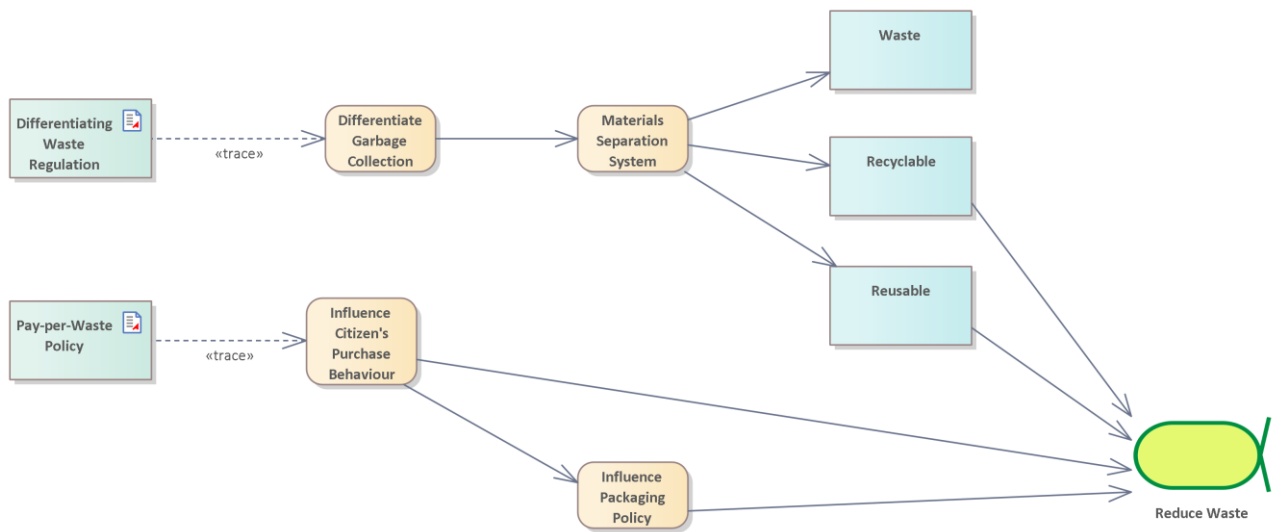 Differentiating
Waste
Regulation
«trace»
Differentiate
Garbage
Collection
Materials
Separation
System
Waste
Recyclable
Reusable
Pay-per-Waste
Policy
«trace»
Influence
Citizen's
Purchase
Behaviour
Influence
Packaging
Policy
Reduce Waste